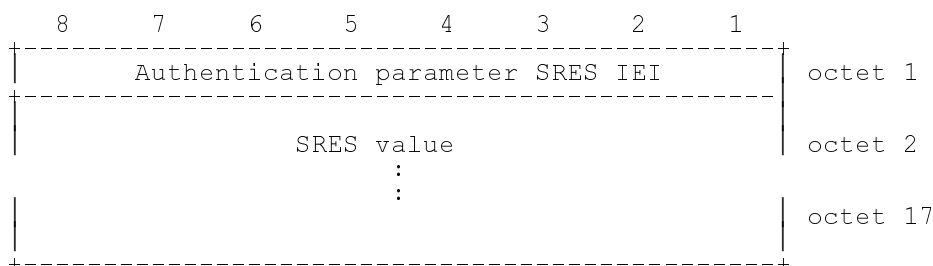 8 7 6 5 4 3 2 1
Authentication parameter SRES IEI octet 1
SRES value octet 2
:
:
octet 17